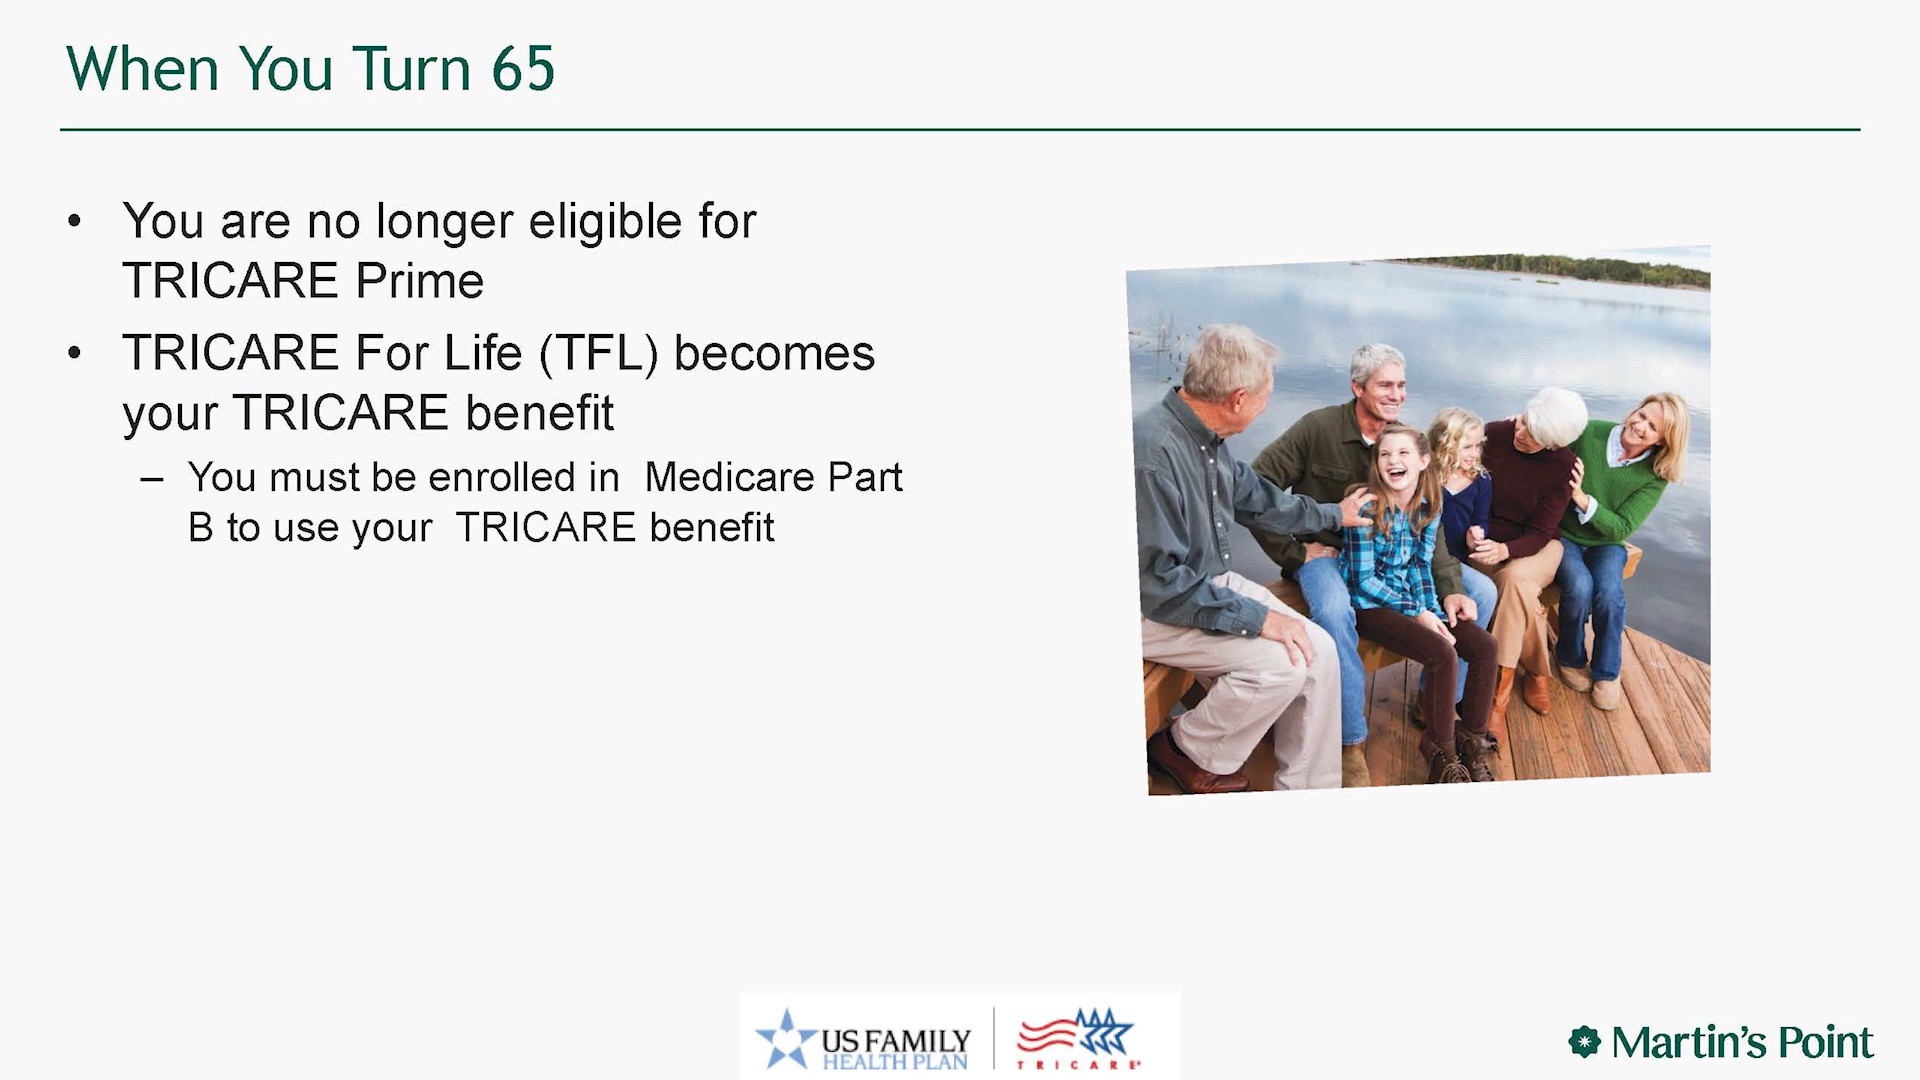 When You Turn 65
• You are no longer eligible for
TRICARE Prime
• TRICARE For Life (TFL) becomes
your TRICARE benefit
– You must be enrolled in  Medicare Part
B to use your  TRICARE benefit
US FAMILY
HEALTH PLAN
TRICARE®
Martin's Point